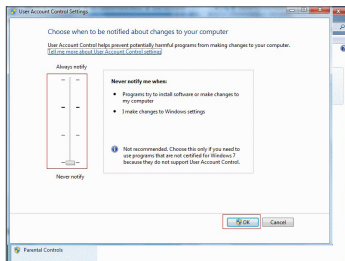 User Account Control Settings
Choose when to be notified about changes to your computer
User Account Control helps prevent potentially harmful programs from making changes to your computer.
Tell me more about User Account Control settings
Always notify
Never notify me when:
Programs try to install software or make changes to
my computer
I make changes to Windows settings
Not recommended. Choose this only if you need to
use programs that are not certified for Windows 7
because they do not support User Account Control.
Never notify
OK
Cancel
Parental Controls